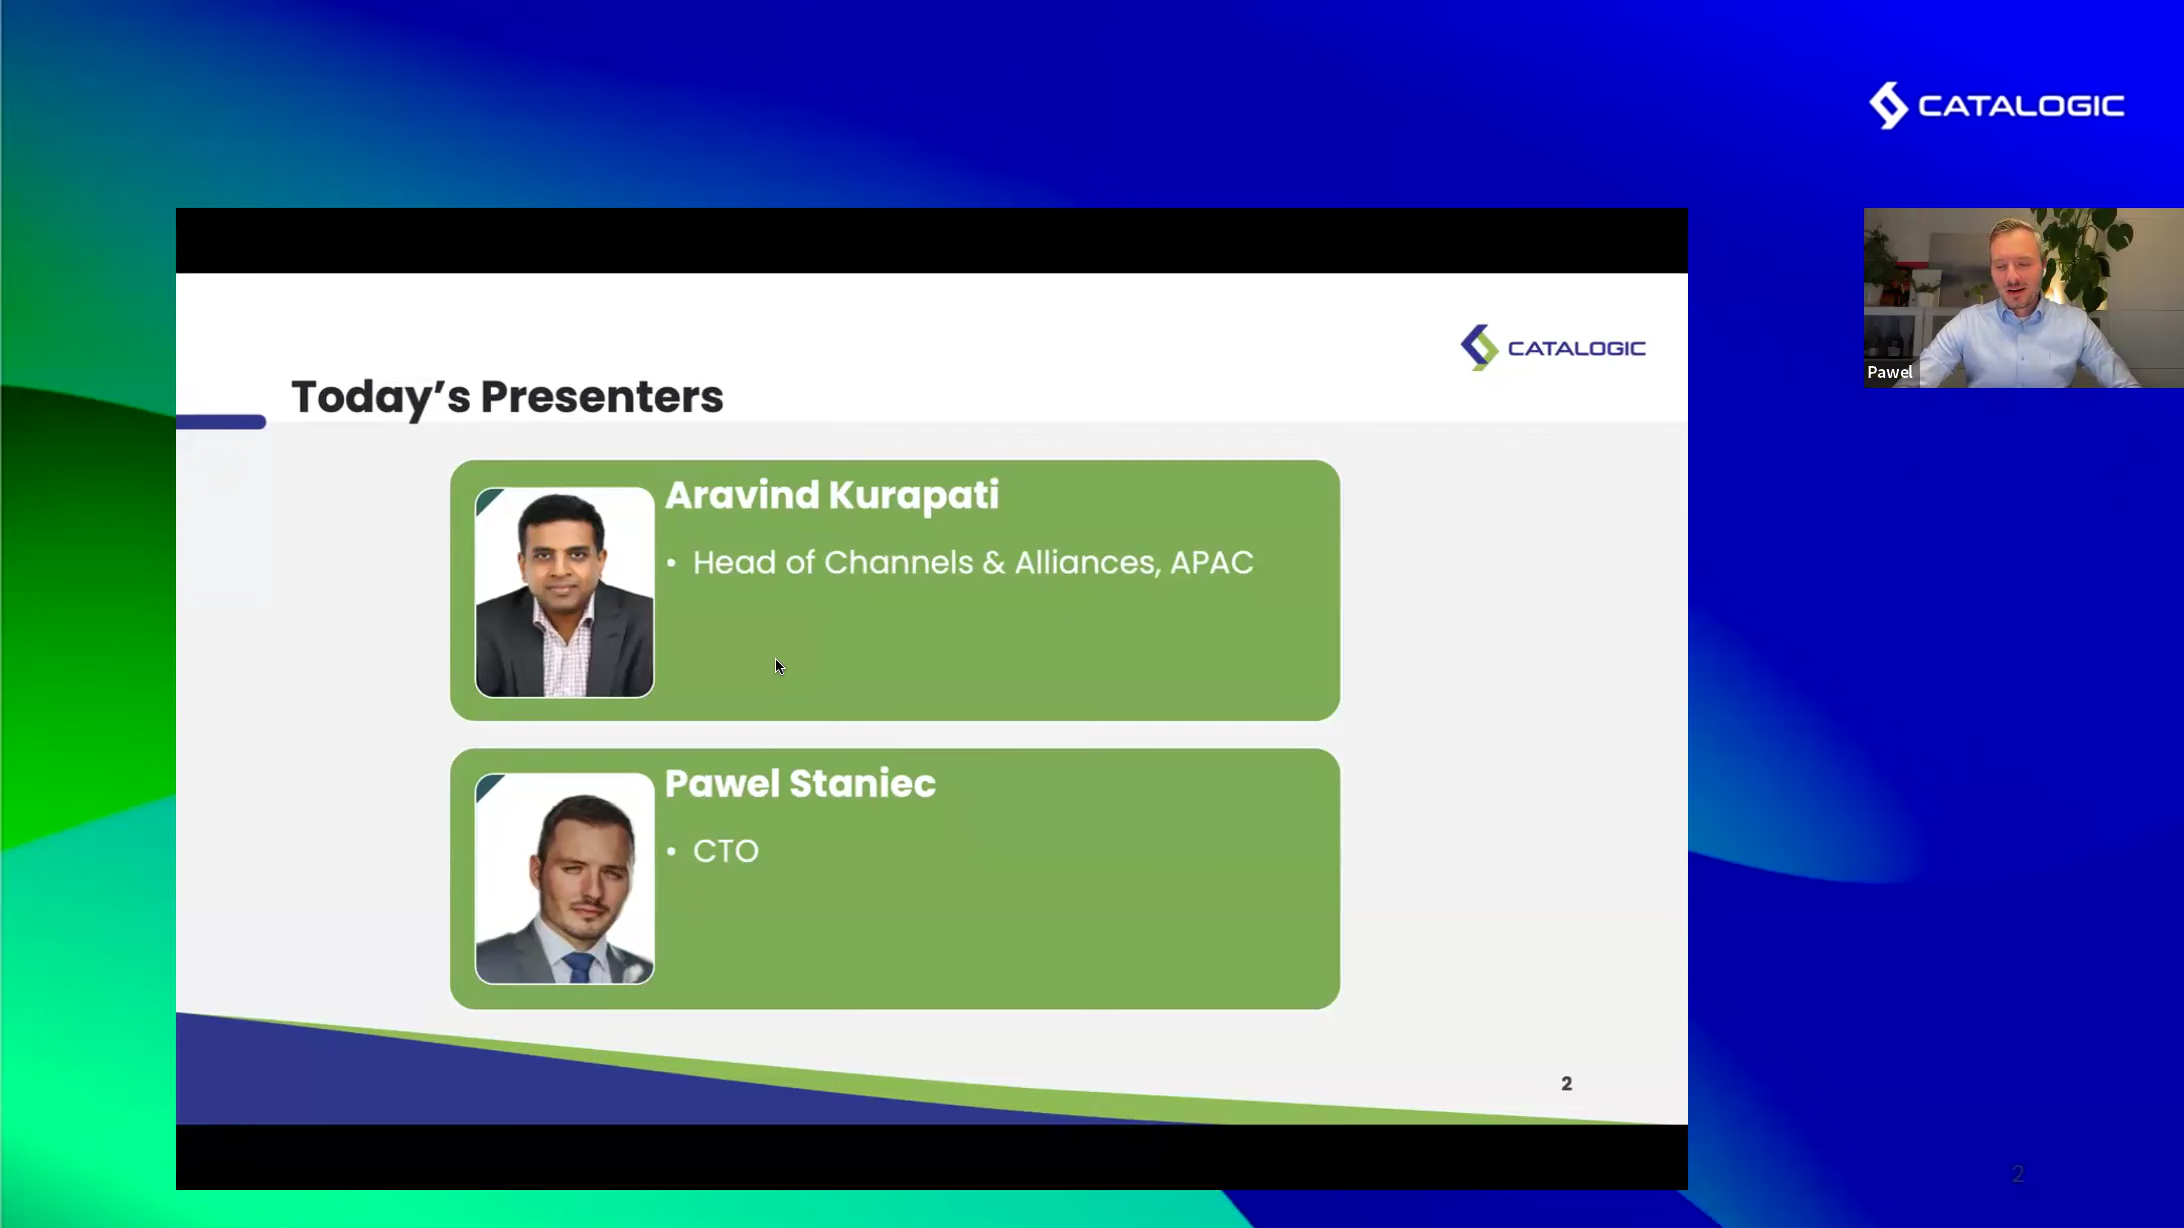 CATALOGIC
Pawel
CATALOGIC
Today's Presenters
Aravind Kurapati
• Head of Channels & Alliances, APAC
Pawel Staniec
• CTO
2
2